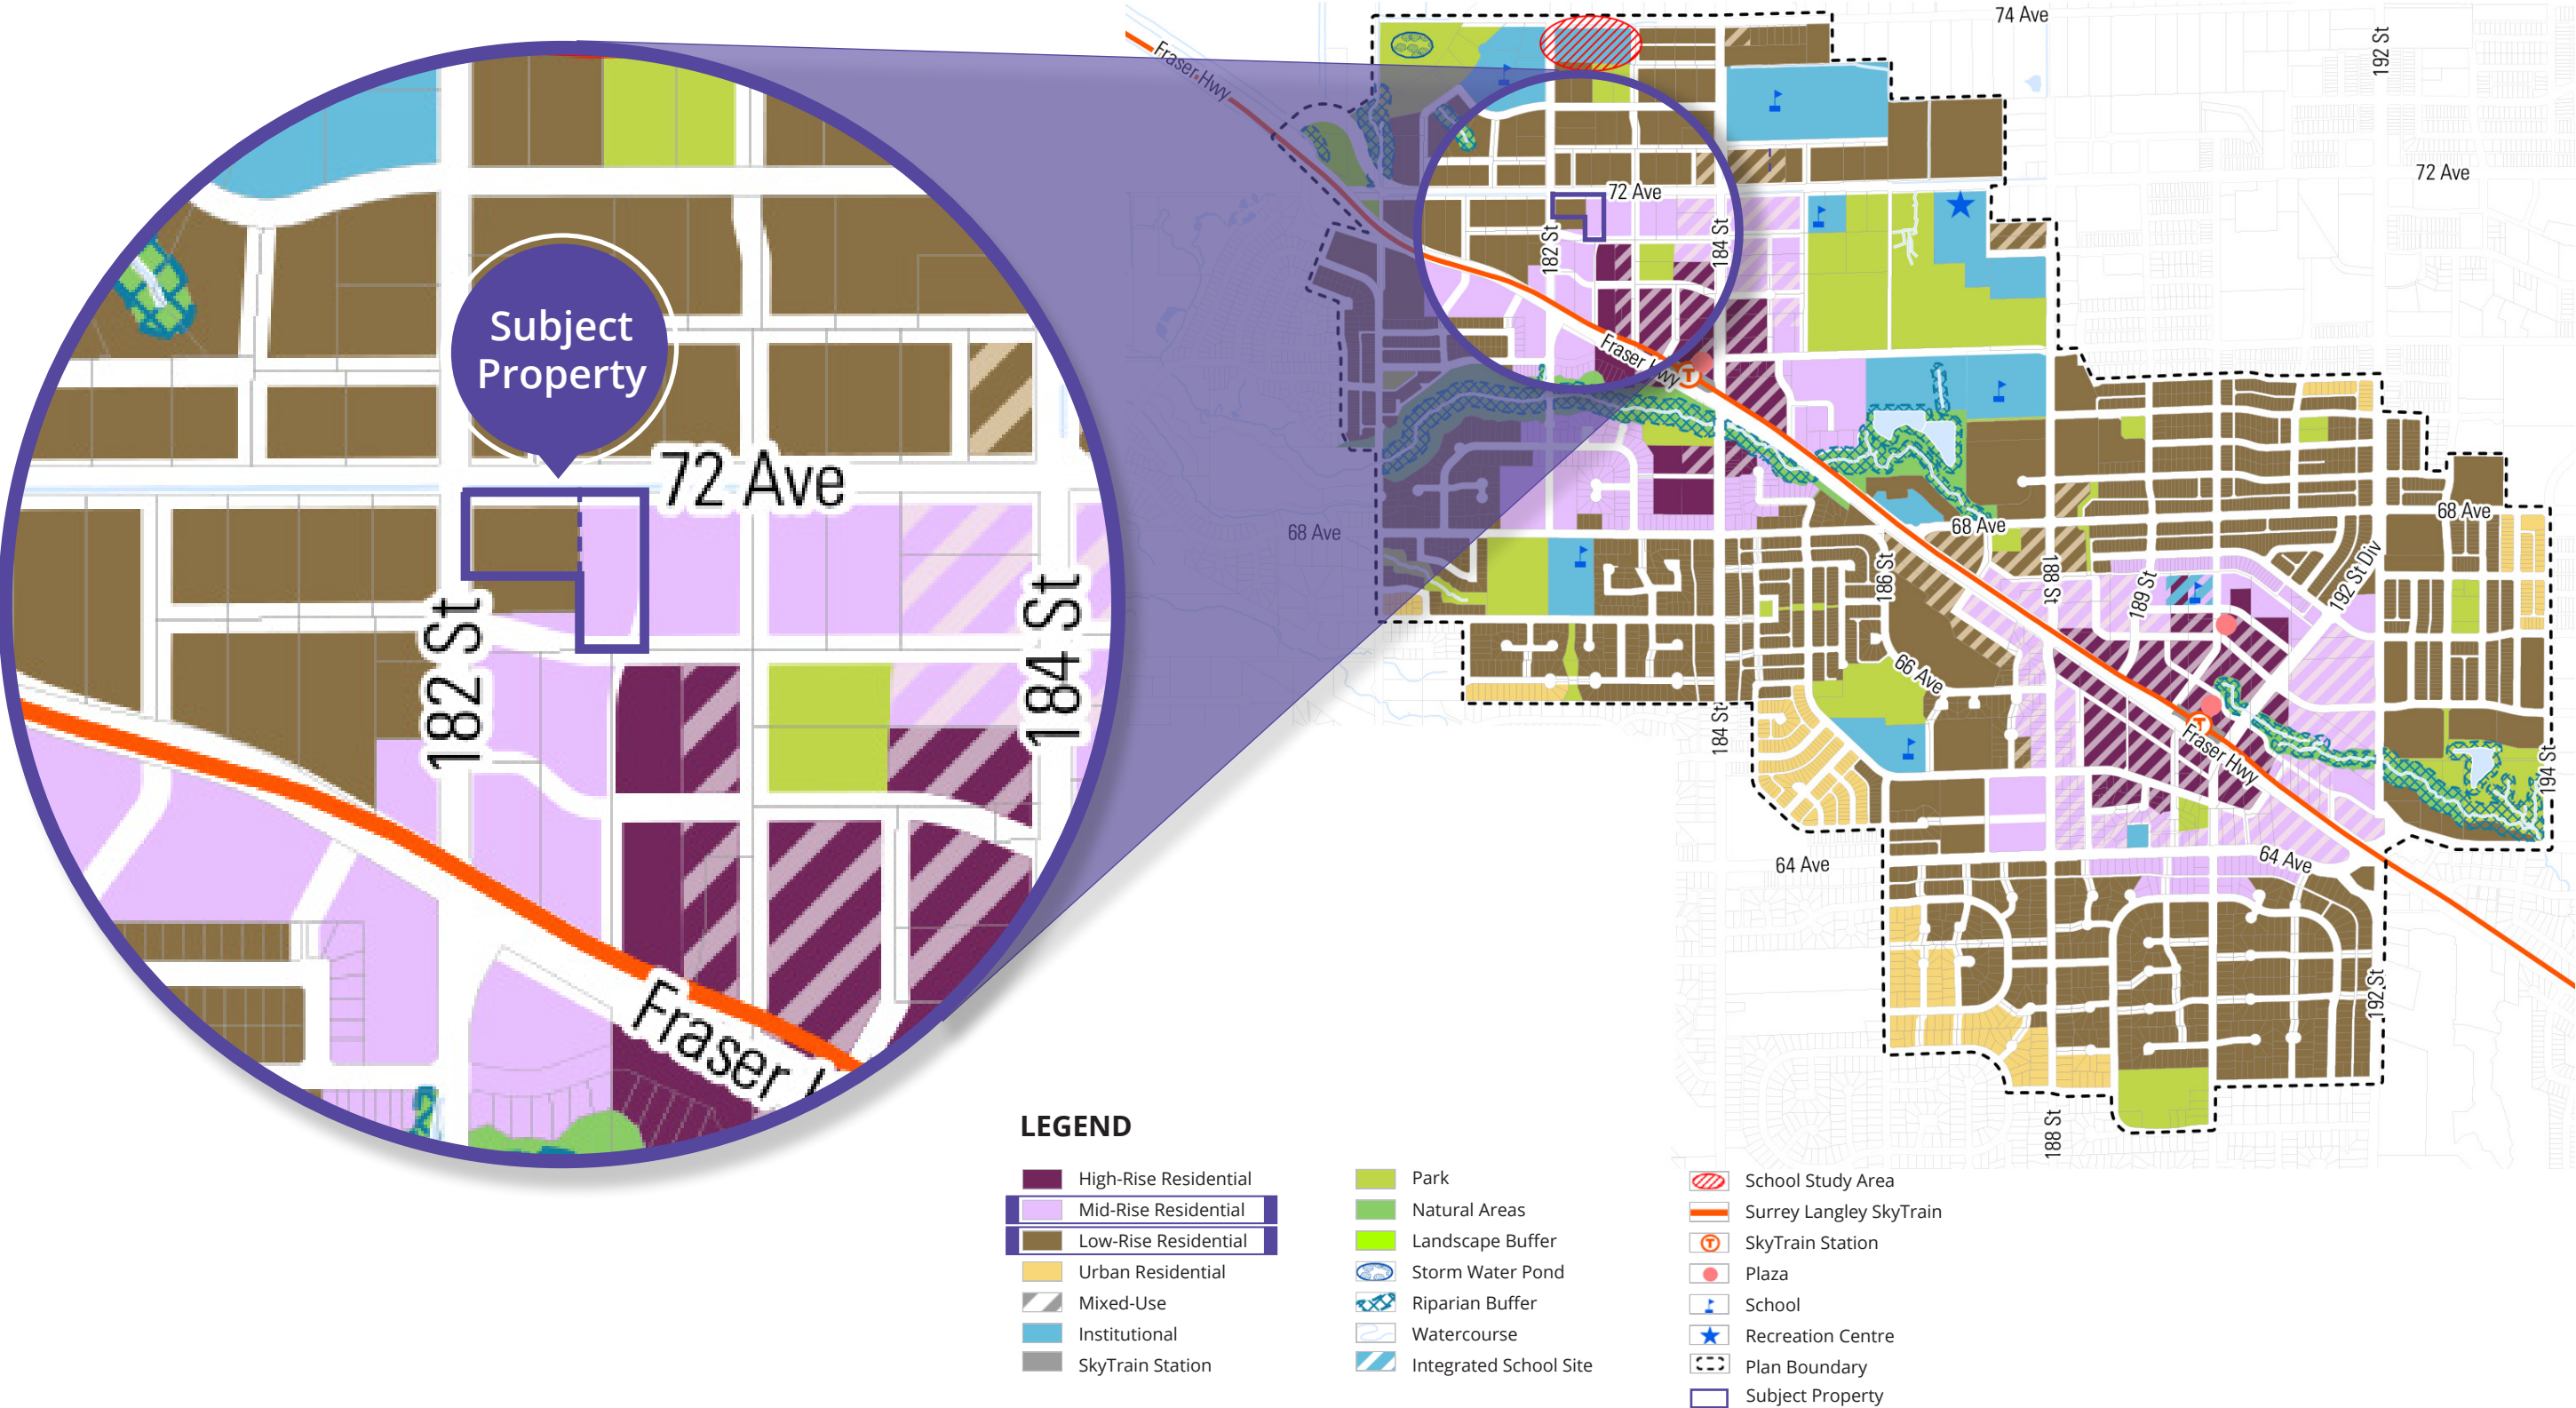 Subject
Property
72 Ave
182 St
184 St
Fraser
Fraser Hwy
74 Ave
192 St
72 Ave
72 Ave
182 St
184 St
Fraser Hwy
68 Ave
68 Ave
68 Ave
186 St
188 St
189 St
192 St Div
66 Ave
184 St
Fraser Hwy
194 St
64 Ave
64 Ave
192 St
188 St
LEGEND
High-Rise Residential
Mid-Rise Residential
Low-Rise Residential
Urban Residential
Mixed-Use
Institutional
SkyTrain Station
Park
Natural Areas
Landscape Buffer
Storm Water Pond
Riparian Buffer
Watercourse
Integrated School Site
School Study Area
Surrey Langley SkyTrain
SkyTrain Station
Plaza
School
Recreation Centre
Plan Boundary
Subject Property